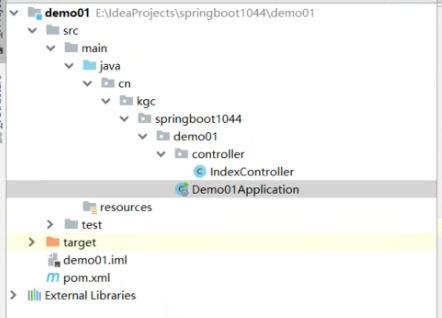 demo01 E:\IdeaProjects\springboot1044\demo01
src
main
java
cn
kgc
springboot1044
demo01
controller
IndexController
Demo01Application
resources
test
target
demo01.iml
pom.xml
External Libraries